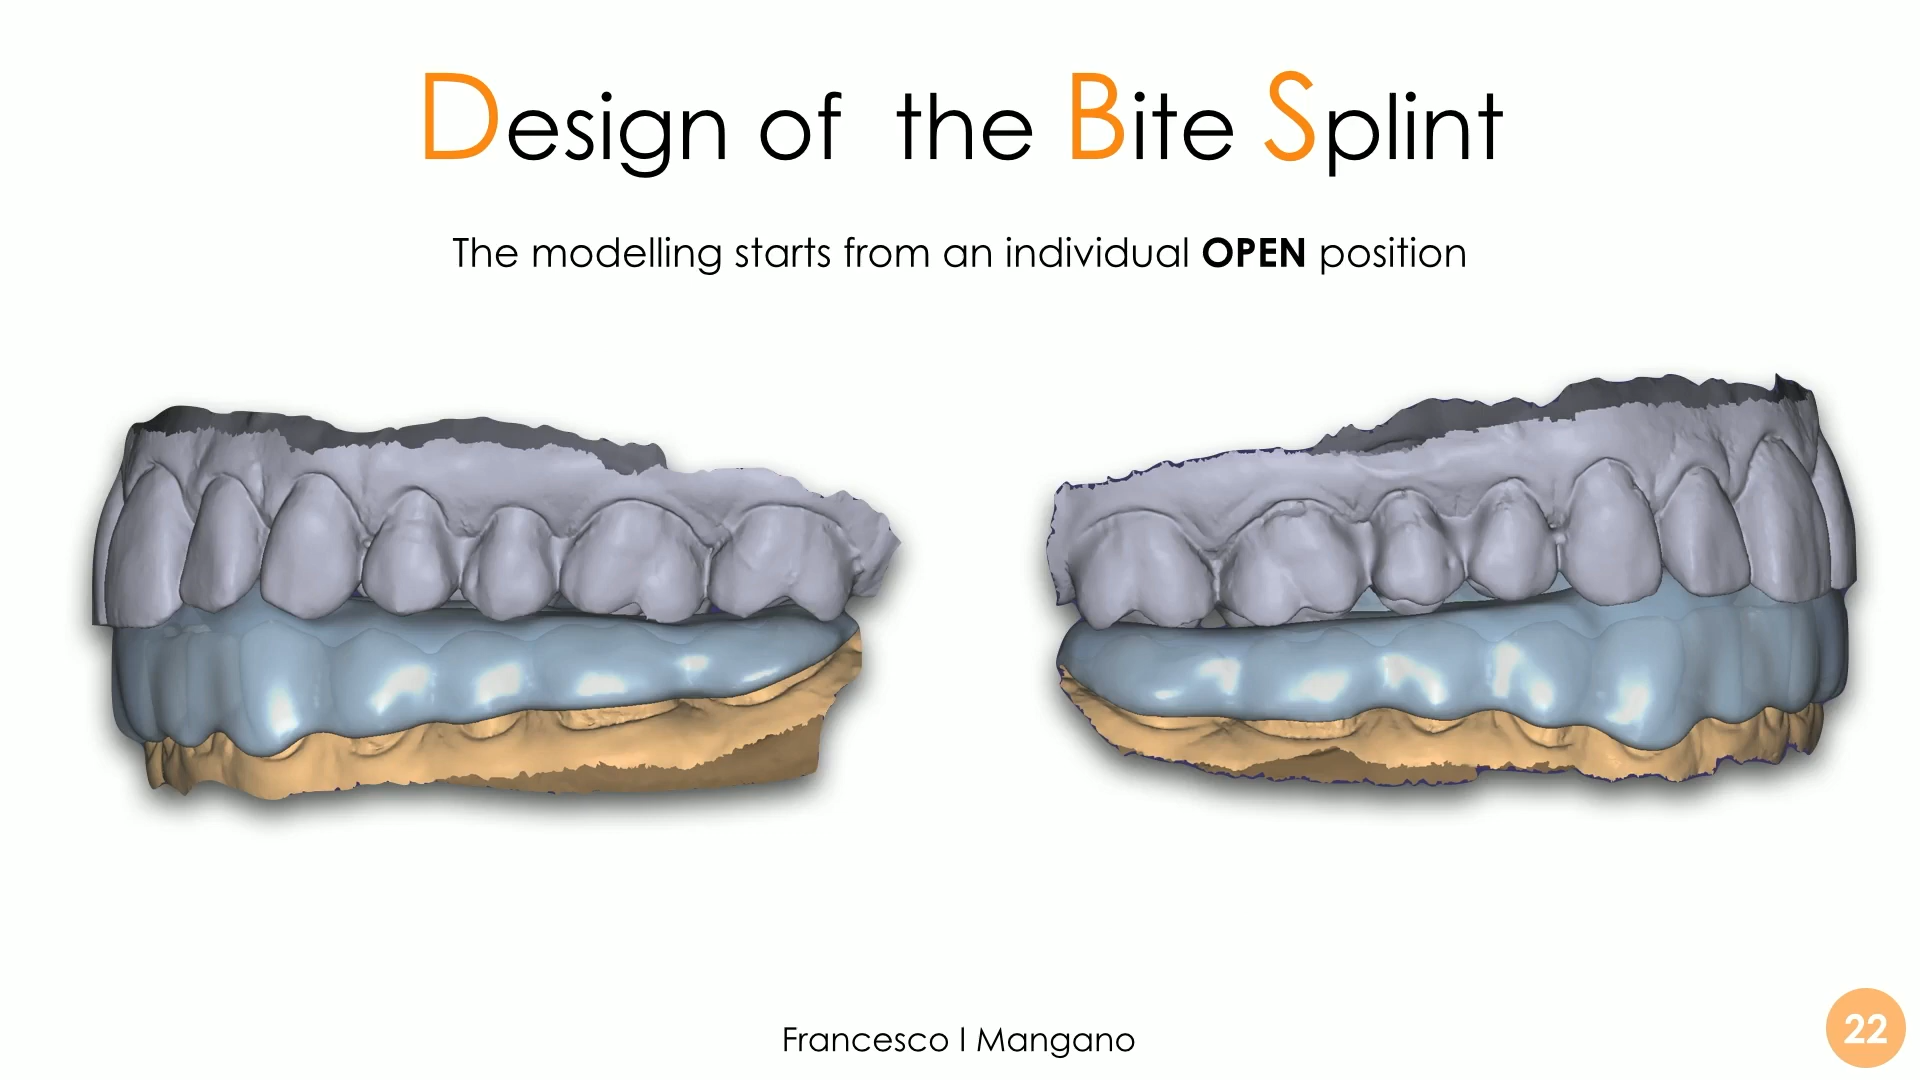 Design of the Bite Splint
The modelling starts from an individual OPEN position
Francesco I Mangano
22